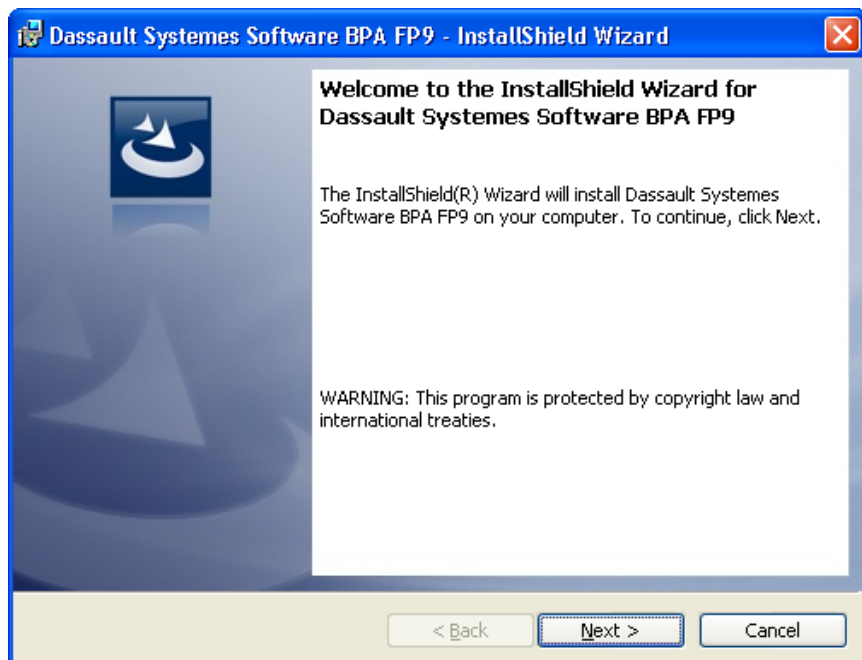 Dassault Systemes Software BPA FP9 - InstallShield Wizard
Welcome to the InstallShield Wizard for
Dassault Systemes Software BPA FP9
The InstallShield(R) Wizard will install Dassault Systemes
Software BPA FP9 on your computer. To continue, click Next.
WARNING: This program is protected by copyright law and
international treaties.
< Back Next > Cancel